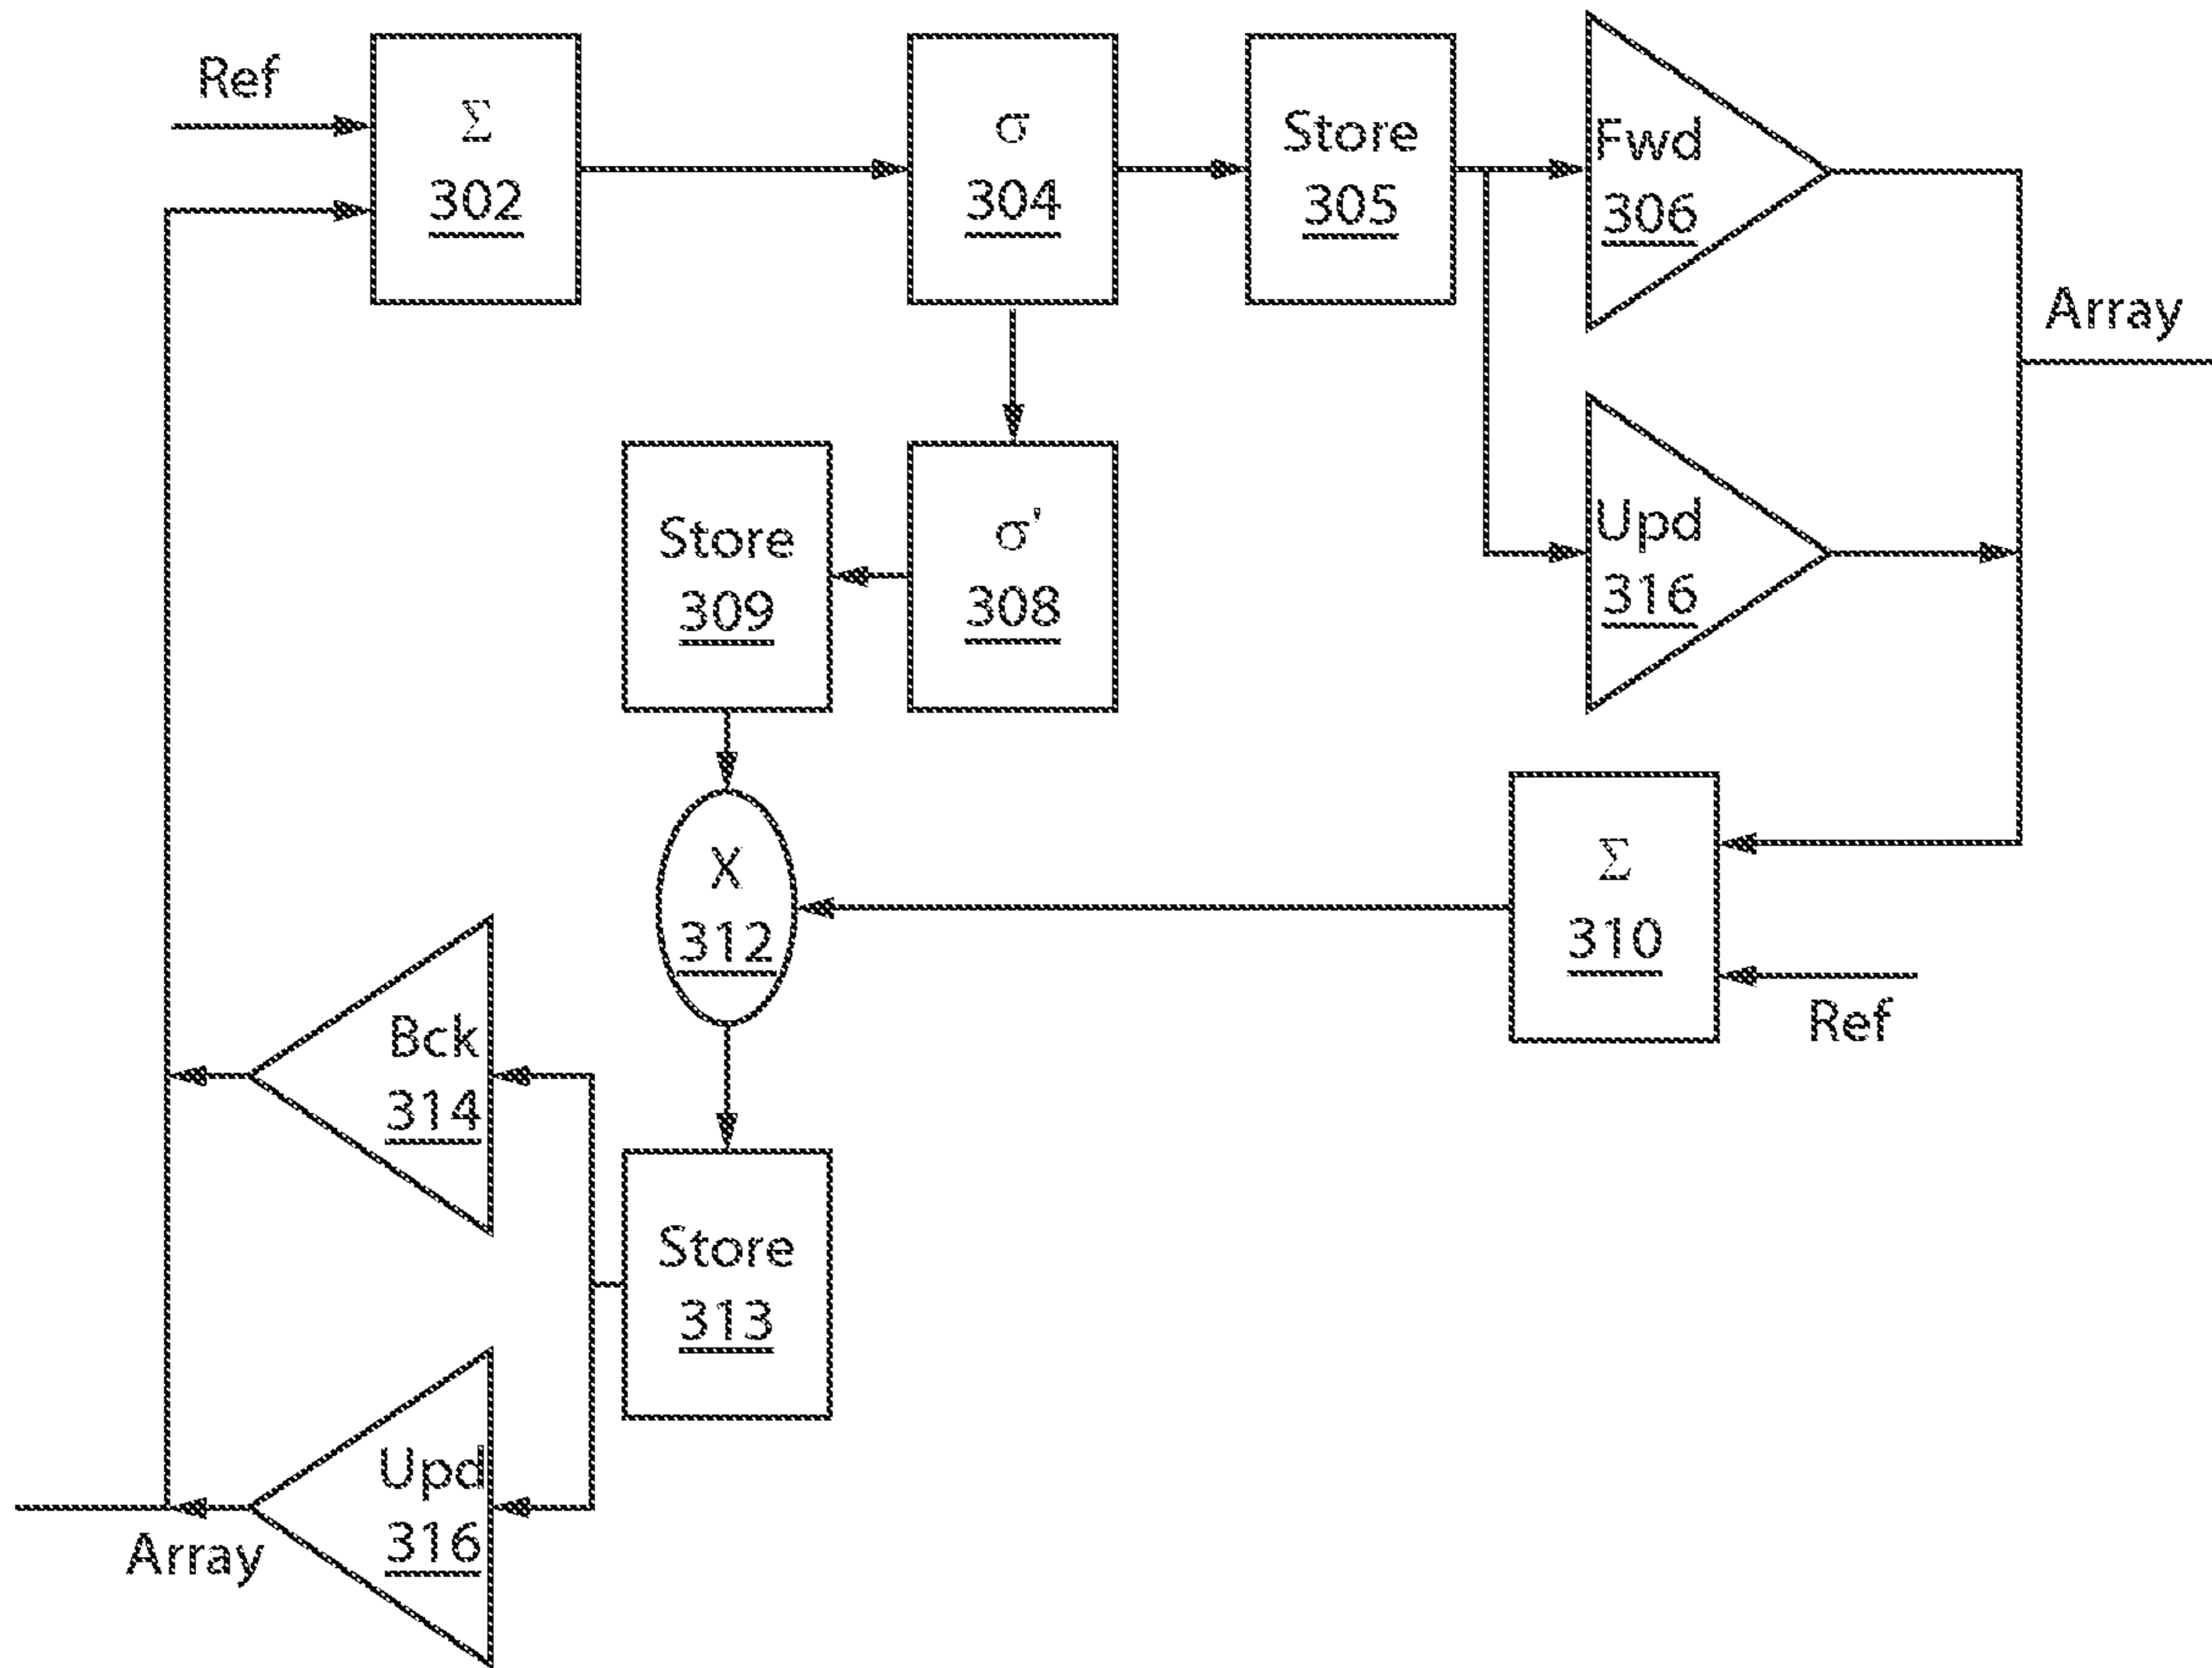 Ref
Σ
302
σ
304
Store
305
Fwd
306
Array
Store
309
σ'
308
Upd
316
X
312
Σ
310
Ref
Bck
314
Store
313
Upd
316
Array